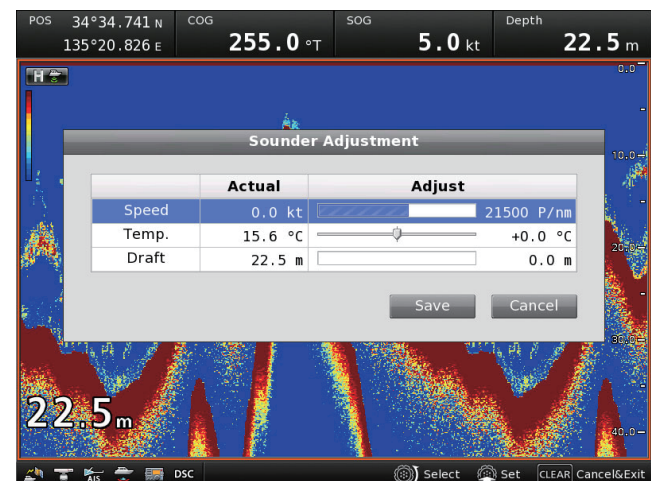 POS 34°34.741 N COG SOG Depth
135°20.826 E 255.0 °T 5.0 kt 22.5 m
H
0.0
Sounder Adjustment
10.0
Actual Adjust
Speed 0.0 kt 21500 P/nm
Temp. 15.6 °C +0.0 °C
20.0
Draft 22.5 m 0.0 m
Save Cancel
30.0
22.5m
40.0
AIS DSC Select Set CLEAR Cancel&Exit